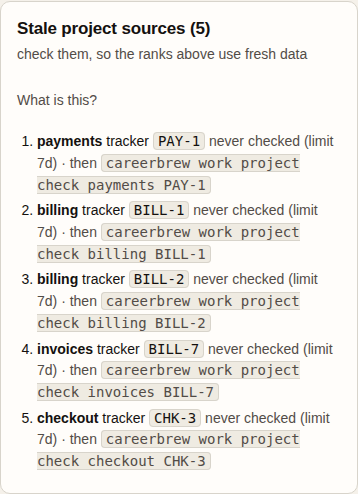 Stale project sources (5)
check them, so the ranks above use fresh data
What is this?
1. payments tracker PAY-1 never checked (limit
7d) · then careerbrew work project
check payments PAY-1
2. billing tracker BILL-1 never checked (limit
7d) · then careerbrew work project
check billing BILL-1
3. billing tracker BILL-2 never checked (limit
7d) · then careerbrew work project
check billing BILL-2
4. invoices tracker BILL-7 never checked (limit
7d) · then careerbrew work project
check invoices BILL-7
5. checkout tracker CHK-3 never checked (limit
7d) · then careerbrew work project
check checkout CHK-3